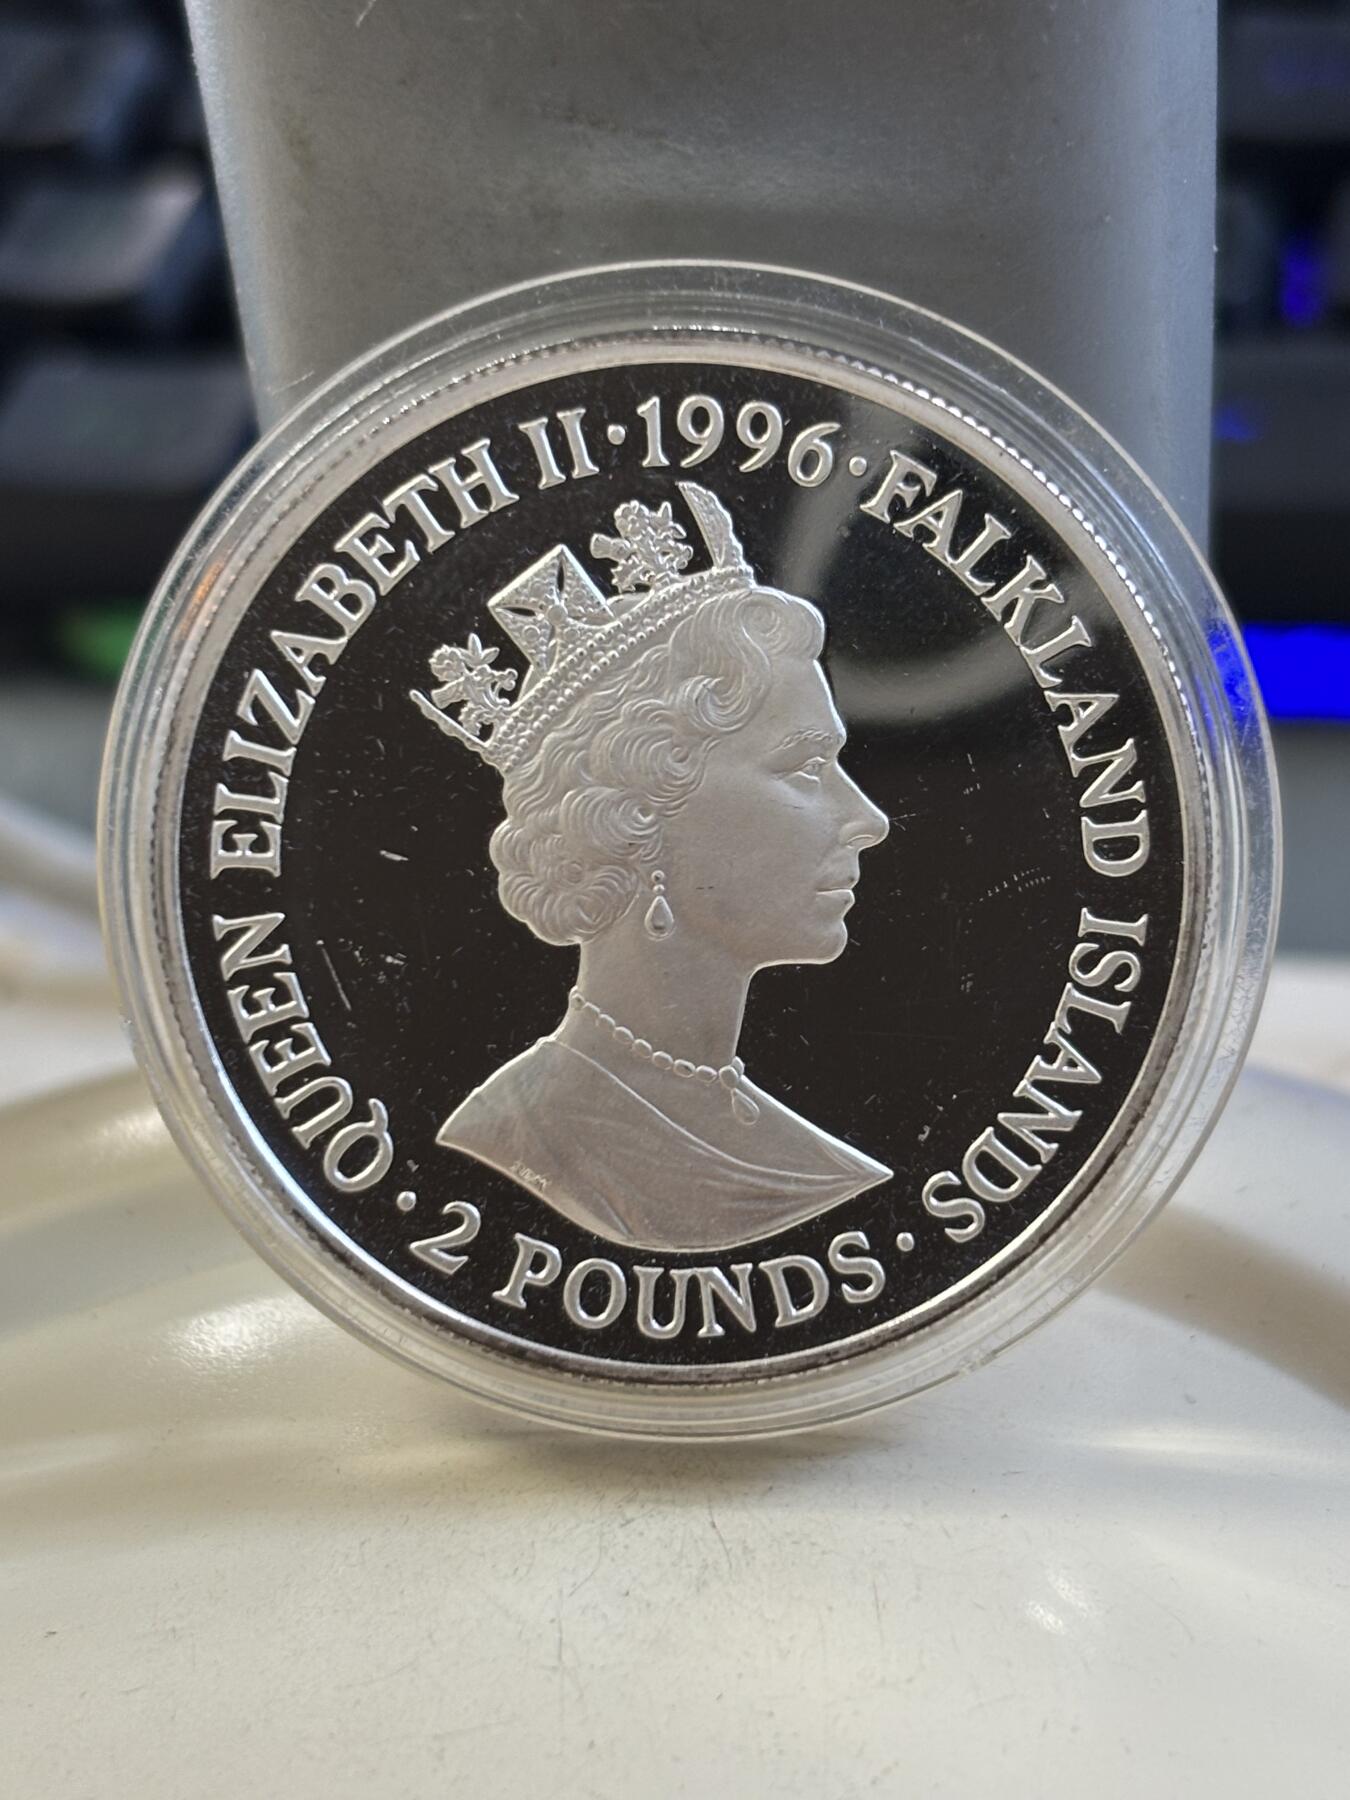 QUEEN ELIZABETH II · 1996 · FALKLAND ISLANDS
· 2 POUNDS ·